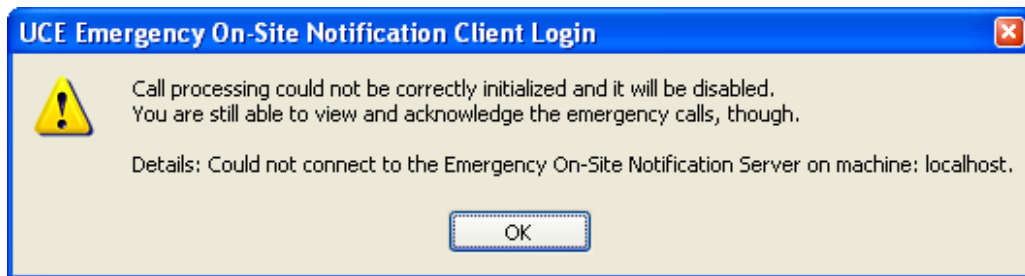 UCE Emergency On-Site Notification Client Login
Call processing could not be correctly initialized and it will be disabled.
You are still able to view and acknowledge the emergency calls, though.
Details: Could not connect to the Emergency On-Site Notification Server on machine: localhost.
OK